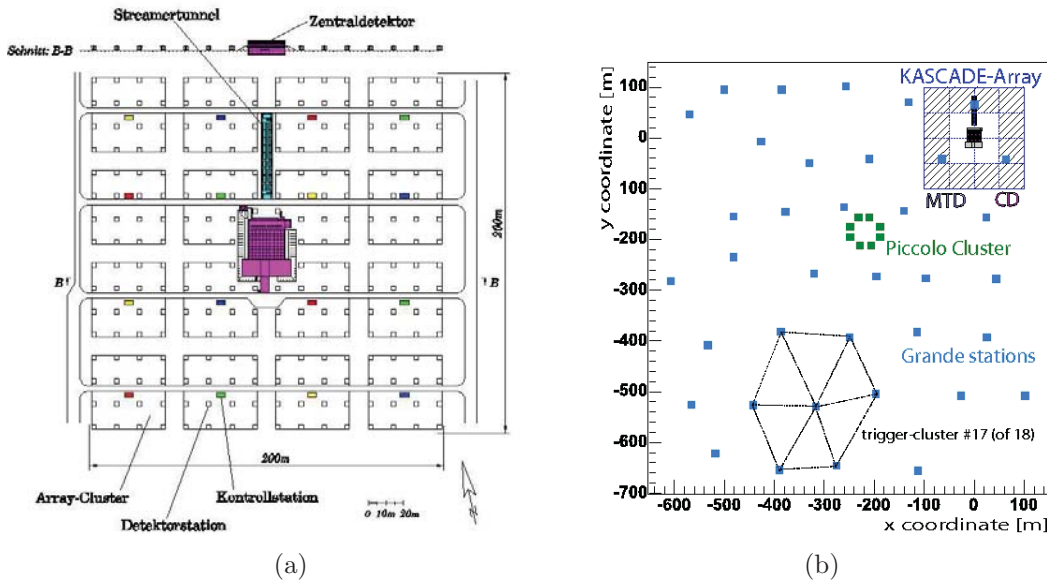 Streamertunnel
Zentraldetektor
Schnitt: B-B
200m
B
B
200m
Array-Cluster
Kontrollstation
Detektorstation
0 10m 20m
(a)
y coordinate [m]
100
0
-100
-200
-300
-400
-500
-600
-700
KASCADE-Array
MTD
CD
Piccolo Cluster
Grande stations
trigger-cluster #17 (of 18)
-600 -500 -400 -300 -200 -100 0 100
x coordinate [m]
(b)